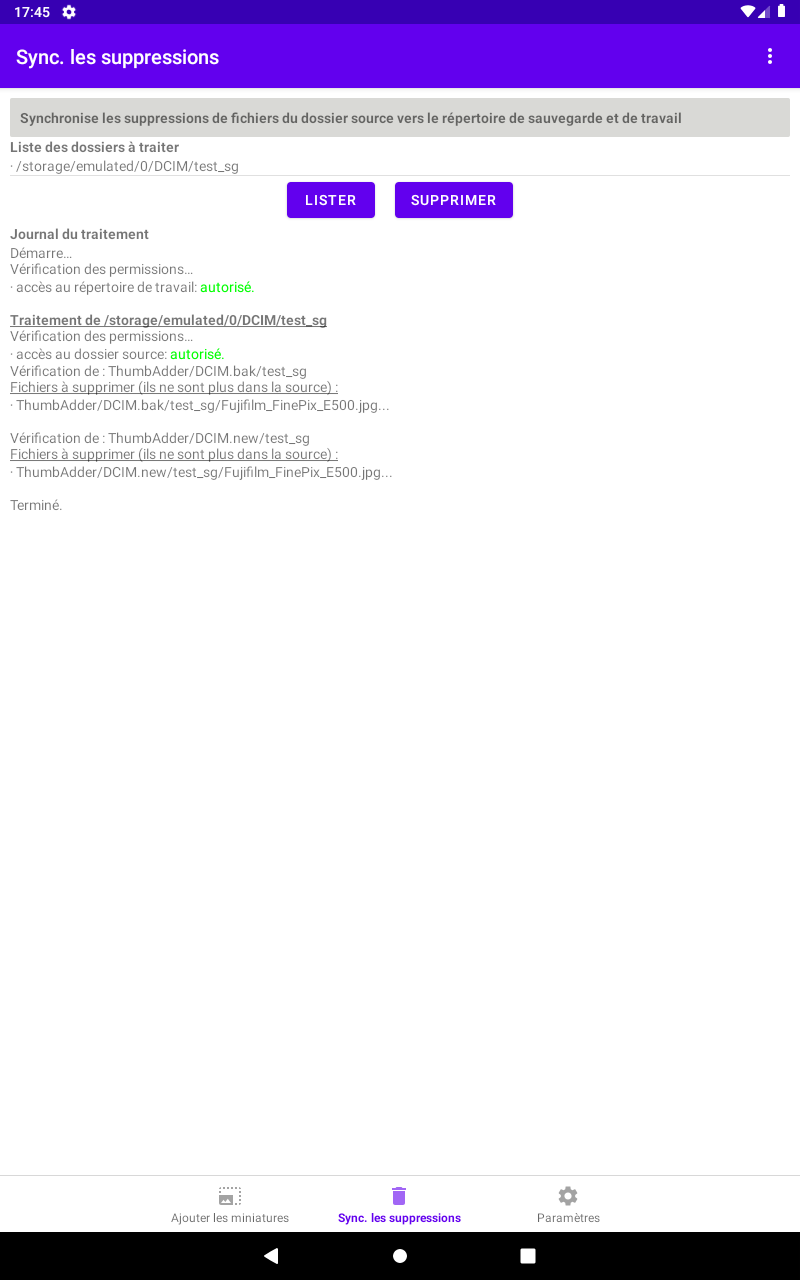 17:45
Sync. les suppressions
Synchronise les suppressions de fichiers du dossier source vers le répertoire de sauvegarde et de travail
Liste des dossiers à traiter
· /storage/emulated/0/DCIM/test_sg
LISTER SUPPRIMER
Journal du traitement
Démarre...
Vérification des permissions...
· accès au répertoire de travail: autorisé.
Traitement de /storage/emulated/0/DCIM/test_sg
Vérification des permissions...
· accès au dossier source: autorisé.
Vérification de : ThumbAdder/DCIM.bak/test_sg
Fichiers à supprimer (ils ne sont plus dans la source) :
· ThumbAdder/DCIM.bak/test_sg/Fujifilm_FinePix_E500.jpg...
Vérification de : ThumbAdder/DCIM.new/test_sg
Fichiers à supprimer (ils ne sont plus dans la source) :
· ThumbAdder/DCIM.new/test_sg/Fujifilm_FinePix_E500.jpg...
Terminé.
Ajouter les miniatures Sync. les suppressions Paramètres